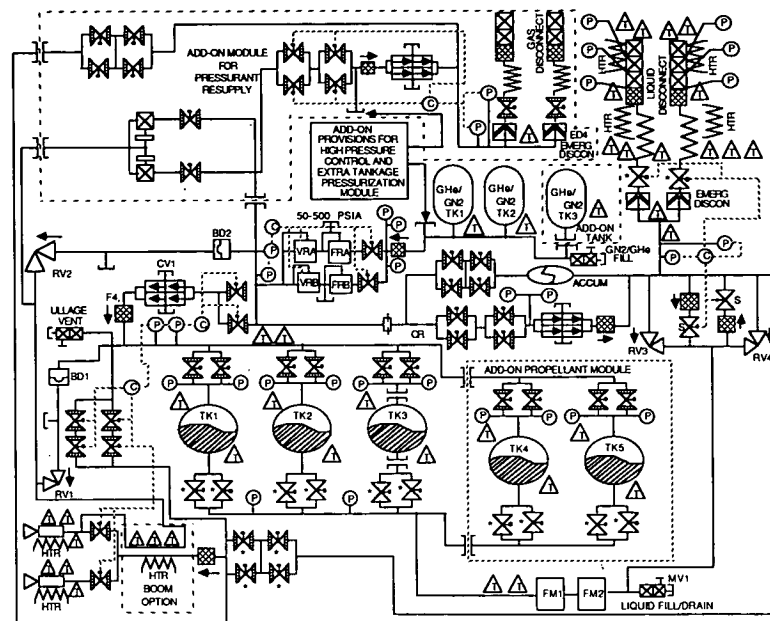 P
T
T
P
P
T
P
T
P
ADD-ON MODULE
FOR
PRESSURANT
RESUPPLY
GAS
DISCONNECT
HTR
LIQUID
DISCONNECT
HTR
P
P
T
P
P
C
P
P
HTR
HTR
T
ED4
EMERG
DISCON
T
T
T
T
T
ADD-ON
PROVISIONS FOR
HIGH PRESSURE
CONTROL AND
EXTRA TANKAGE
PRESSURIZATION
MODULE
GHe/
GN2
TK1
GHe/
GN2
TK2
GHe/
GN2
TK3
T
T
T
T
ADD-ON
TANK
GN2/GHe
FILL
EMERG
DISCON
T
P
P
C
50-500 PSIA
P
C
P
P
VRA
FRA
VRB
FRB
P
P
P
BD2
RV2
CV1
F4
ULLAGE
VENT
P
P
C
T
T
CR
ACCUM
P
P
S
S
RV3
RV4
BD1
C
RV1
ADD-ON PROPELLANT MODULE
P
P
P
P
P
P
T
TK1
T
T
TK2
T
T
TK3
T
P
P
P
P
T
TK4
T
T
TK5
T
P
P
T
T
HTR
T
T
HTR
T
T
T
HTR
BOOM
OPTION
T
T
FM1
FM2
MV1
LIQUID FILL/DRAIN